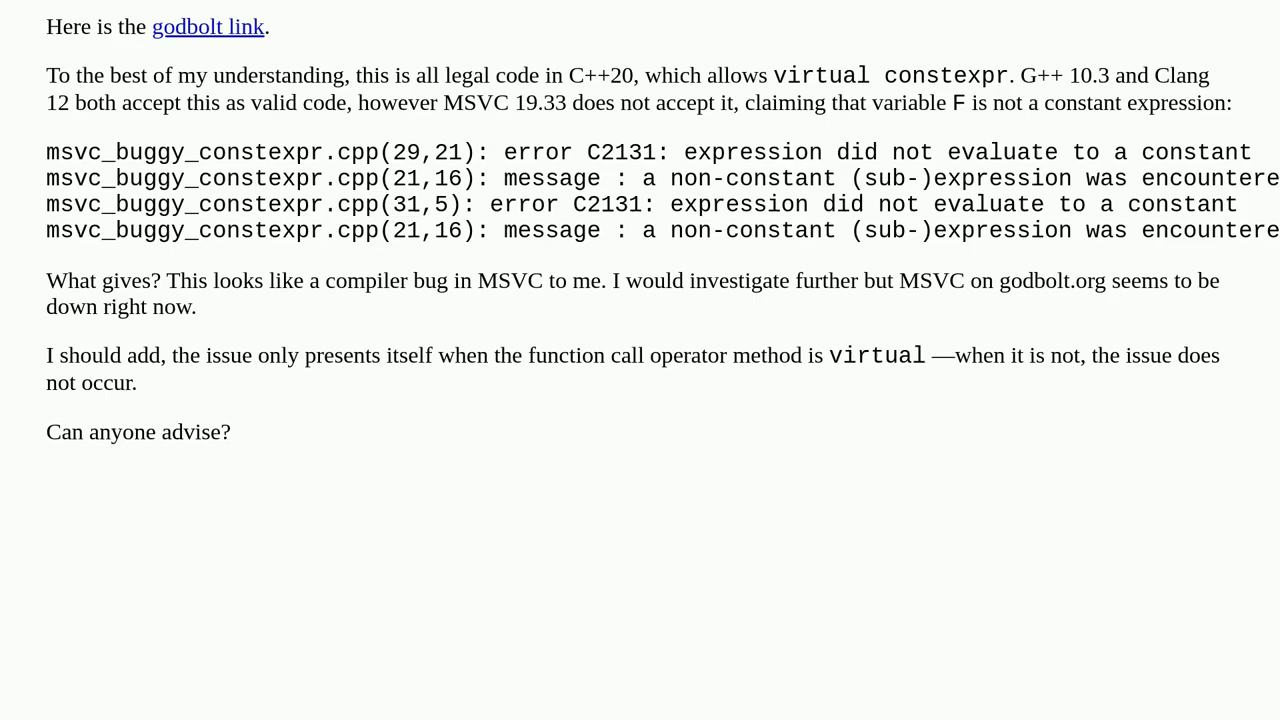 Here is the godbolt link.
To the best of my understanding, this is all legal code in C++20, which allows virtual constexpr. G++ 10.3 and Clang
12 both accept this as valid code, however MSVC 19.33 does not accept it, claiming that variable F is not a constant expression:
msvc_buggy_constexpr.cpp(29,21): error C2131: expression did not evaluate to a constant
msvc_buggy_constexpr.cpp(21,16): message : a non-constant (sub-)expression was encountere
msvc_buggy_constexpr.cpp(31,5): error C2131: expression did not evaluate to a constant
msvc_buggy_constexpr.cpp(21,16): message : a non-constant (sub-)expression was encountere
What gives? This looks like a compiler bug in MSVC to me. I would investigate further but MSVC on godbolt.org seems to be
down right now.
I should add, the issue only presents itself when the function call operator method is virtual —when it is not, the issue does
not occur.
Can anyone advise?